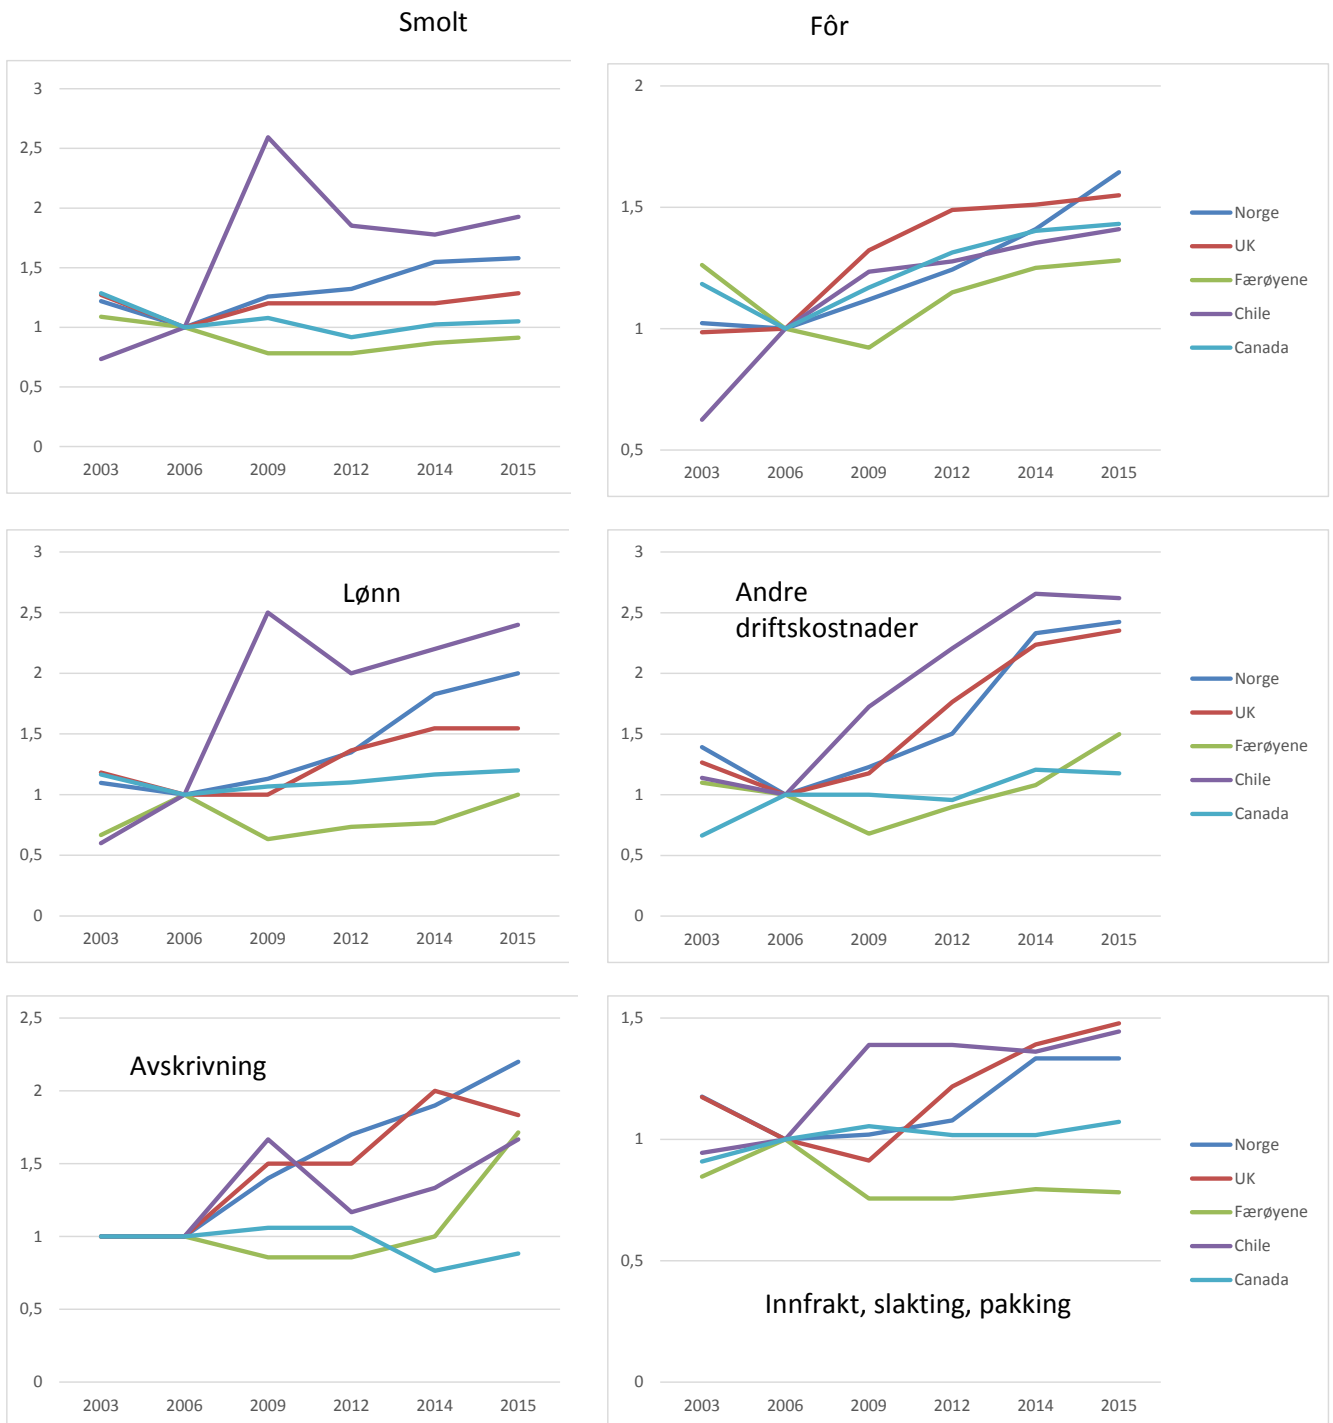 Smolt
Fôr
3
2,5
2
1,5
1
0,5
0
2003 2006 2009 2012 2014 2015
2
1,5
1
0,5
2003 2006 2009 2012 2014 2015
Norge
UK
Færøyene
Chile
Canada
Lønn
3
2,5
2
1,5
1
0,5
0
2003 2006 2009 2012 2014 2015
Andre
driftskostnader
3
2,5
2
1,5
1
0,5
0
2003 2006 2009 2012 2014 2015
Norge
UK
Færøyene
Chile
Canada
Avskrivning
2,5
2
1,5
1
0,5
0
2003 2006 2009 2012 2014 2015
1,5
1
0,5
0
Innfrakt, slakting, pakking
2003 2006 2009 2012 2014 2015
Norge
UK
Færøyene
Chile
Canada